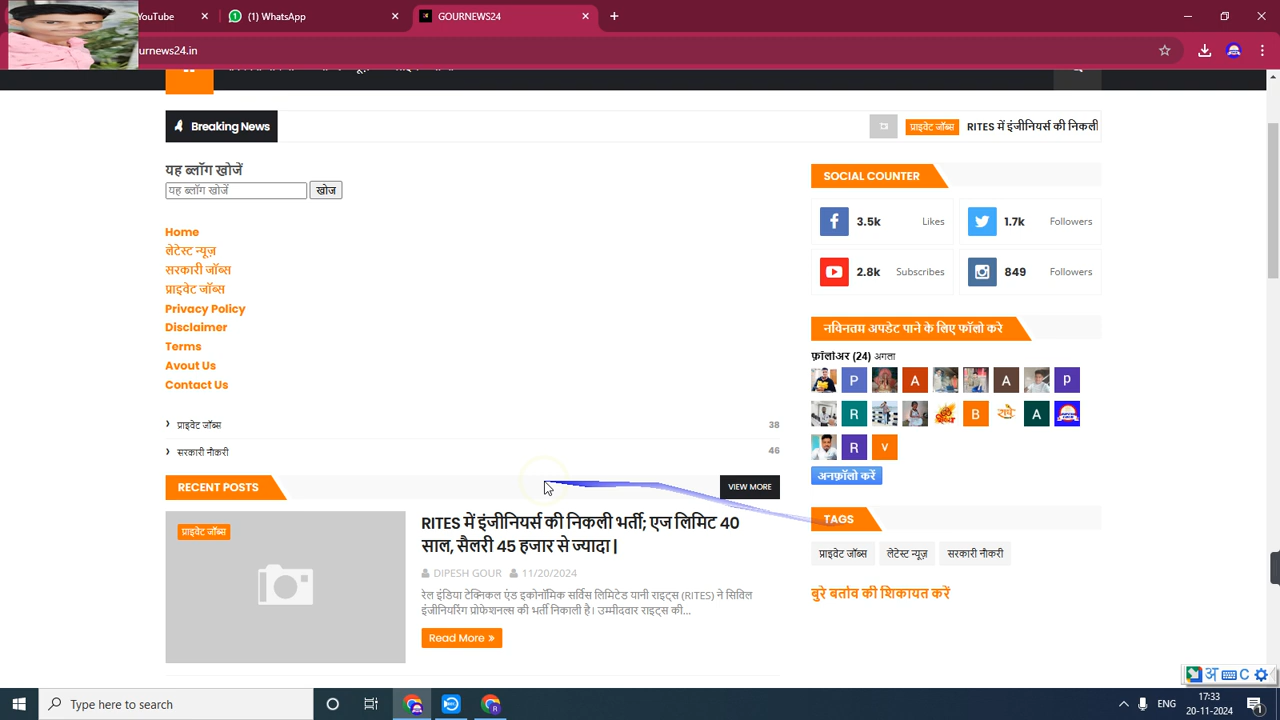 YouTube
(1) WhatsApp
GOURNEWS24
urnews24.in
Breaking News
प्राइवेट जॉब्स RITES में इंजीनियर्स की निकली
यह ब्लॉग खोजें
यह ब्लॉग खोजें खोज
Home
लेटेस्ट न्यूज़
सरकारी जॉब्स
प्राइवेट जॉब्स
Privacy Policy
Disclaimer
Terms
Avout Us
Contact Us
प्राइवेट जॉब्स 38
सरकारी नौकरी 46
RECENT POSTS VIEW MORE
प्राइवेट जॉब्स
RITES में इंजीनियर्स की निकली भर्ती; एज लिमिट 40
साल, सैलरी 45 हजार से ज्यादा |
DIPESH GOUR 11/20/2024
रेल इंडिया टेक्निकल एंड इकोनॉमिक सर्विस लिमिटेड यानी राइट्स (RITES) ने सिविल
इंजीनियरिंग प्रोफेशनल्स की भर्ती निकाली है। उम्मीदवार राइट्स की...
Read More »
SOCIAL COUNTER
3.5k Likes
1.7k Followers
2.8k Subscribes
849 Followers
नविनतम अपडेट पाने के लिए फॉलो करे
फ़ॉलोअर (24) अगला
P A A p
R B राधे A
R v
अनफ़ॉलो करें
TAGS
प्राइवेट जॉब्स लेटेस्ट न्यूज़ सरकारी नौकरी
बुरे बर्ताव की शिकायत करें
अ C
Type here to search
ENG
17:33
20-11-2024